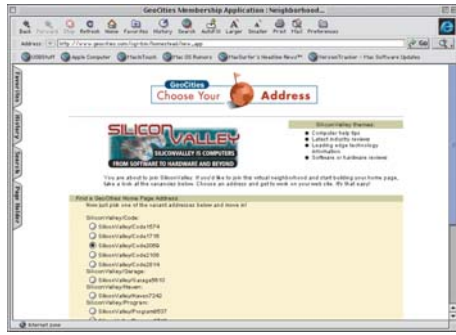 GeoCities Membership Application : Neighborhood...
Back Forward Stop Refresh Home Favorites History Search AutoFill Larger Smaller Print Mail Preferences
Address: http://www.geocities.com/cgi-bin/homestead/new_app Go
Apple Computer MacInTouch Mac OS Rumors MacSurfer's Headline News™ VersionTracker : Mac Software Updates
Favorites
History
Search
Page Holder
GeoCities
Choose Your Address
SILICON VALLEY
SILICONVALLEY IS COMPUTERS
FROM SOFTWARE TO HARDWARE AND BEYOND
SiliconValley themes:
Computer help tips
Latest industry reviews
Leading edge technology
information
Software or hardware reviews
You are about to join SiliconValley. If you'd like to join the virtual neighborhood and start building your home page,
take a look at the vacancies below. Choose an address and get to work on your web site. It's that easy!
Find a GeoCities Home Page Address
Now just pick one of the vacant addresses below and move in!
SiliconValley/Code:
SiliconValley/Code1674
SiliconValley/Code1718
SiliconValley/Code2069
SiliconValley/Code2108
SiliconValley/Code2814
SiliconValley/Garage:
SiliconValley/Garage5510
SiliconValley/Haven:
SiliconValley/Haven7242
SiliconValley/Program:
SiliconValley/Program6537
Internet zone